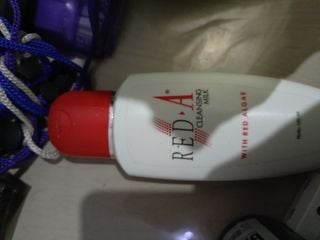 RED-A®
CLEANSING
MILK
WITH RED ALGAE